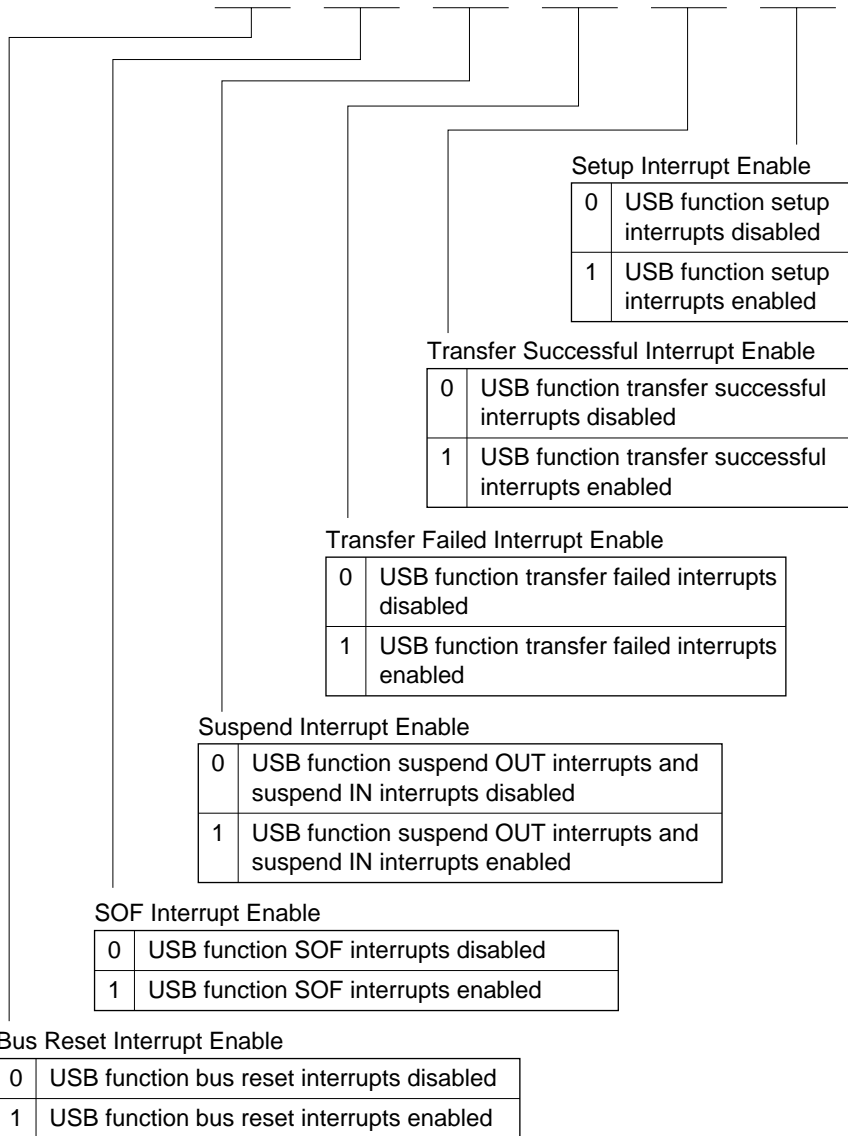 Setup Interrupt Enable
0 USB function setup
interrupts disabled
1 USB function setup
interrupts enabled
Transfer Successful Interrupt Enable
0 USB function transfer successful
interrupts disabled
1 USB function transfer successful
interrupts enabled
Transfer Failed Interrupt Enable
0 USB function transfer failed interrupts
disabled
1 USB function transfer failed interrupts
enabled
Suspend Interrupt Enable
0 USB function suspend OUT interrupts and
suspend IN interrupts disabled
1 USB function suspend OUT interrupts and
suspend IN interrupts enabled
SOF Interrupt Enable
0 USB function SOF interrupts disabled
1 USB function SOF interrupts enabled
Bus Reset Interrupt Enable
0 USB function bus reset interrupts disabled
1 USB function bus reset interrupts enabled